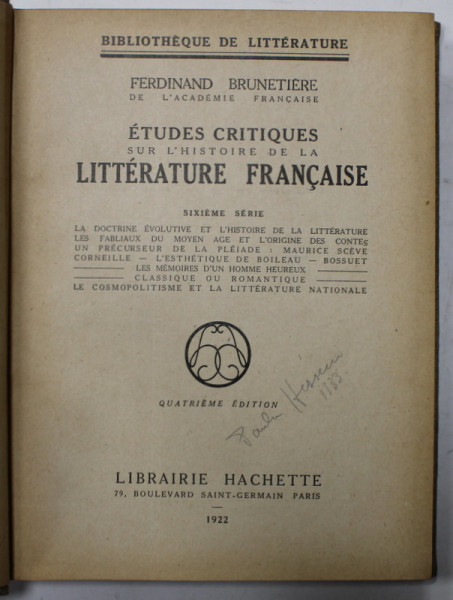 BIBLIOTHÈQUE DE LITTÉRATURE
FERDINAND BRUNETIÈRE
DE L'ACADÉMIE FRANÇAISE
ÉTUDES CRITIQUES
SUR L'HISTOIRE DE LA
LITTÉRATURE FRANÇAISE
SIXIÈME SÉRIE
LA DOCTRINE ÉVOLUTIVE ET L'HISTOIRE DE LA LITTÉRATURE
LES FABLIAUX DU MOYEN AGE ET L'ORIGINE DES CONTES
UN PRÉCURSEUR DE LA PLÉIADE : MAURICE SCÈVE
CORNEILLE — L'ESTHÉTIQUE DE BOILEAU — BOSSUET
LES MÉMOIRES D'UN HOMME HEUREUX
CLASSIQUE OU ROMANTIQUE
LE COSMOPOLITISME ET LA LITTÉRATURE NATIONALE
QUATRIÈME ÉDITION
LIBRAIRIE HACHETTE
79, BOULEVARD SAINT-GERMAIN PARIS
—
1922